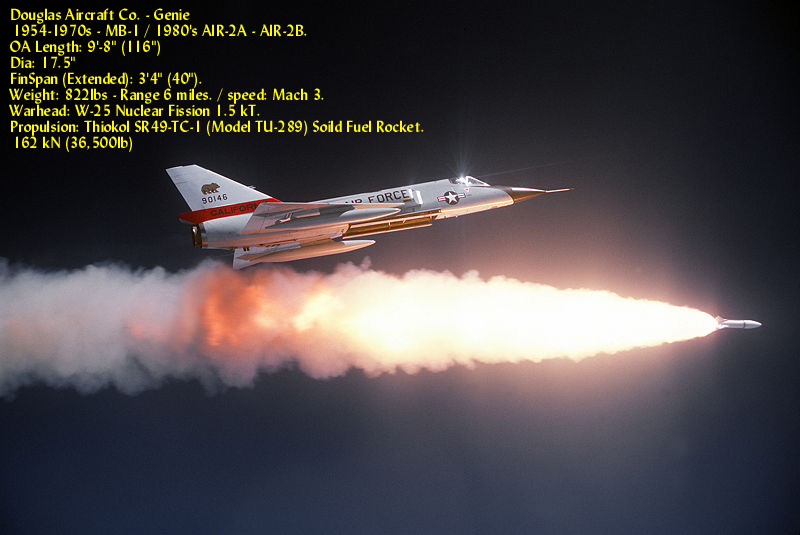 Douglas Aircraft Co. - Genie
1954-1970s - MB-1 / 1980's AIR-2A - AIR-2B.
OA Length: 9'-8" (116")
Dia: 17.5"
FinSpan (Extended): 3'4" (40").
Weight: 822lbs - Range 6 miles. / speed: Mach 3.
Warhead: W-25 Nuclear Fission 1.5 kT.
Propulsion: Thiokol SR49-TC-1 (Model TU-289) Soild Fuel Rocket.
162 kN (36,500lb)
90146
CALIFOR
AIR FORCE